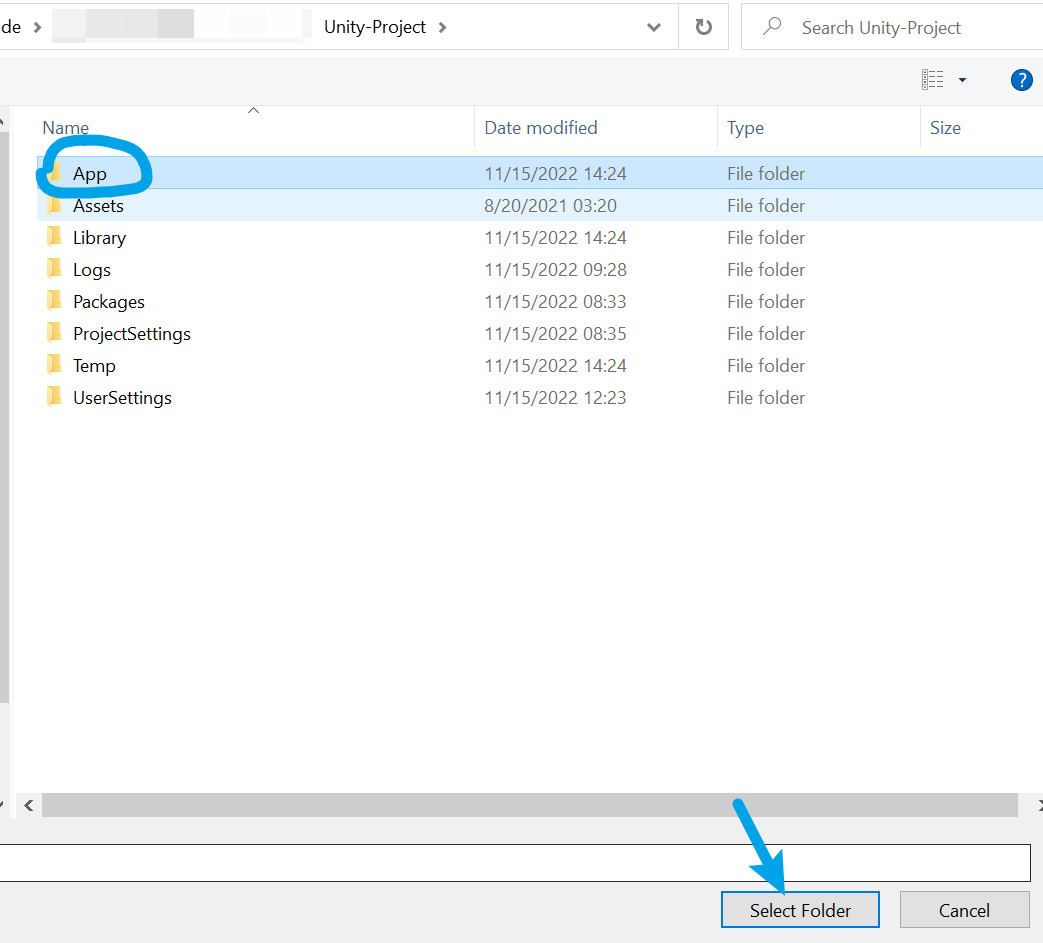 de > Unity-Project >
Search Unity-Project
?
Name Date modified Type Size
App 11/15/2022 14:24 File folder
Assets 8/20/2021 03:20 File folder
Library 11/15/2022 14:24 File folder
Logs 11/15/2022 09:28 File folder
Packages 11/15/2022 08:33 File folder
ProjectSettings 11/15/2022 08:35 File folder
Temp 11/15/2022 14:24 File folder
UserSettings 11/15/2022 12:23 File folder
Select Folder Cancel